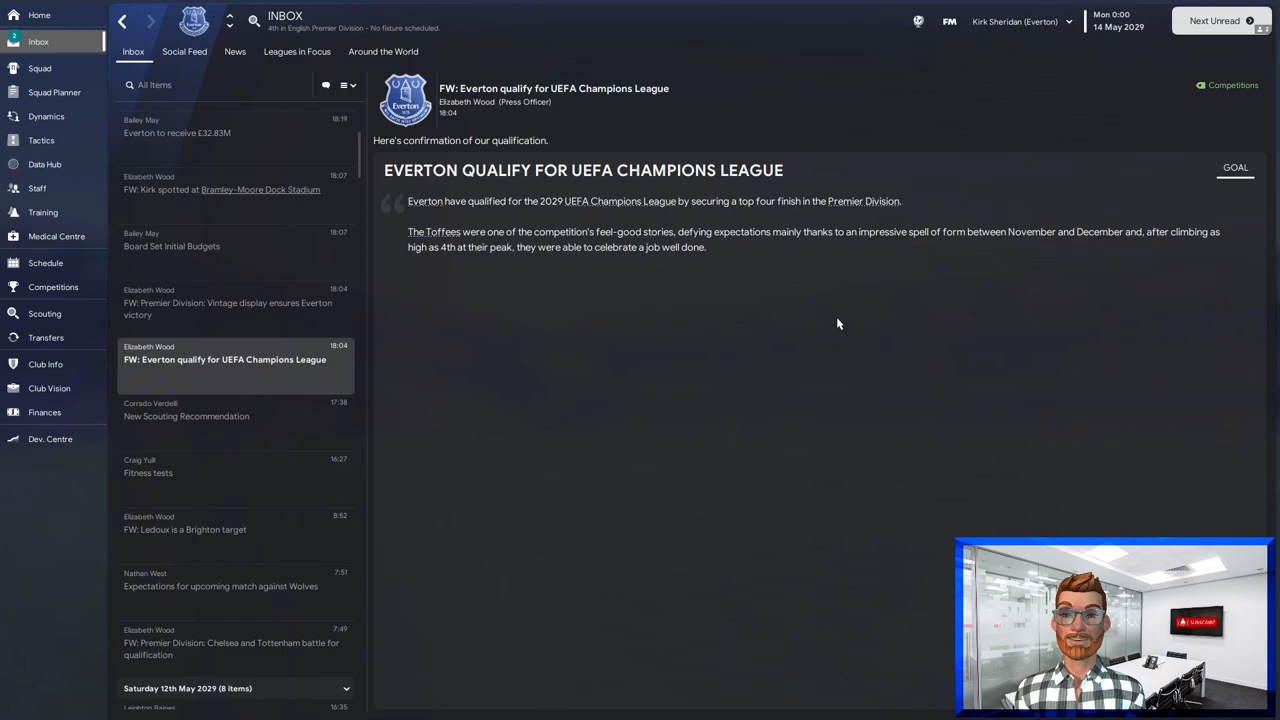 Home
2
Inbox
Squad
Squad Planner
Dynamics
Tactics
Data Hub
Staff
Training
Medical Centre
Schedule
Competitions
Scouting
Transfers
Club Info
Club Vision
Finances
Dev. Centre
INBOX
4th in English Premier Division - No fixture scheduled.
FM
Kirk Sheridan (Everton)
Mon 0:00
14 May 2029
Next Unread
2
Inbox
Social Feed
News
Leagues in Focus
Around the World
All Items
Bailey May
18:19
Everton to receive £32.83M
Elizabeth Wood
18:07
FW: Kirk spotted at Bramley-Moore Dock Stadium
Bailey May
18:07
Board Set Initial Budgets
Elizabeth Wood
18:04
FW: Premier Division: Vintage display ensures Everton
victory
Elizabeth Wood
18:04
FW: Everton qualify for UEFA Champions League
Corrado Verdelli
17:38
New Scouting Recommendation
Craig Yuill
16:27
Fitness tests
Elizabeth Wood
8:52
FW: Ledoux is a Brighton target
Nathan West
7:51
Expectations for upcoming match against Wolves
Elizabeth Wood
7:49
FW: Premier Division: Chelsea and Tottenham battle for
qualification
Saturday 12th May 2029 (8 items)
Leighton Baines
16:35
Everton
FW: Everton qualify for UEFA Champions League
Elizabeth Wood (Press Officer)
18:04
Competitions
Here's confirmation of our qualification.
EVERTON QUALIFY FOR UEFA CHAMPIONS LEAGUE
GOAL
Everton have qualified for the 2029 UEFA Champions League by securing a top four finish in the Premier Division.
The Toffees were one of the competition's feel-good stories, defying expectations mainly thanks to an impressive spell of form between November and December and, after climbing as
high as 4th at their peak, they were able to celebrate a job well done.
SUBSCRIBE